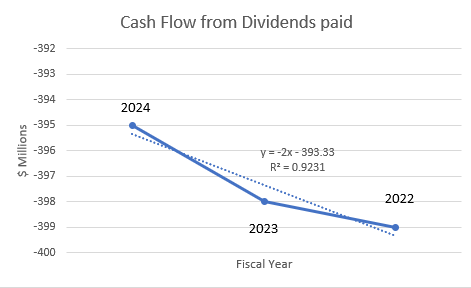 Cash Flow from Dividends paid
-392
-393
-394
-395
-396
-397
-398
-399
-400
$ Millions
2024
y = -2x - 393.33
R² = 0.9231
2023
2022
Fiscal Year